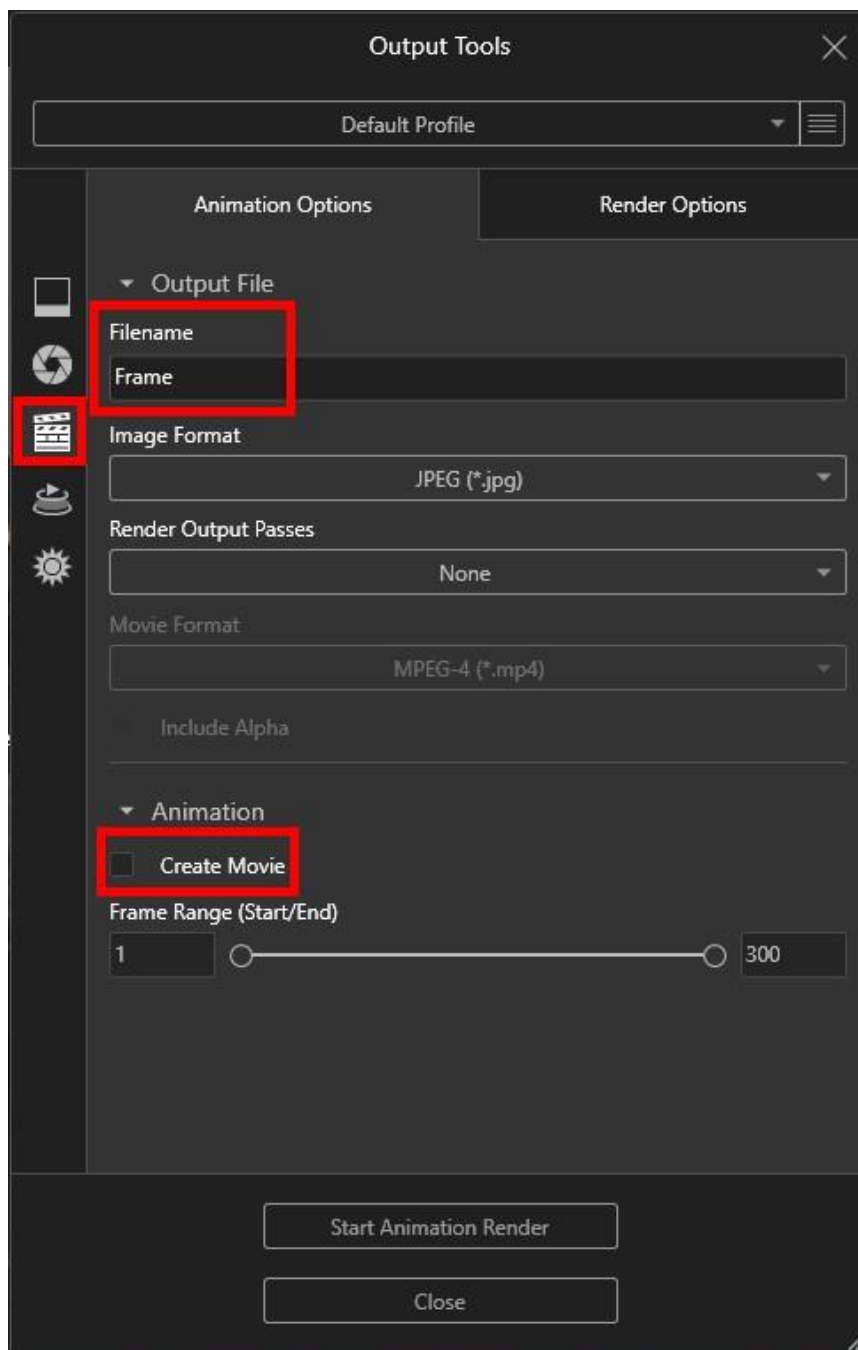 Output Tools
Default Profile
Animation Options
Render Options
Output File
Filename
Frame
Image Format
JPEG (*.jpg)
Render Output Passes
None
Movie Format
MPEG-4 (*.mp4)
Include Alpha
Animation
Create Movie
Frame Range (Start/End)
1
300
Start Animation Render
Close